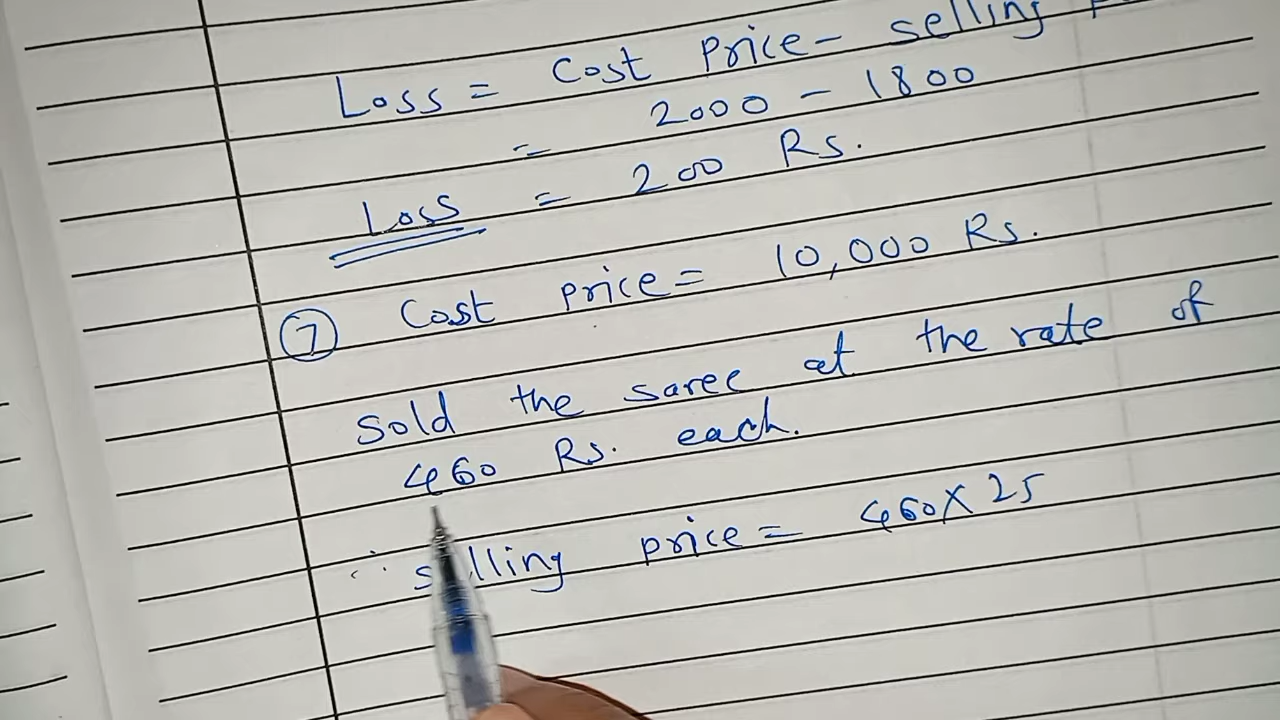 Loss = Cost Price - selling
= 2000 - 1800
Loss = 200 Rs.
7 Cost price = 10,000 Rs.
Sold the saree at the rate of
460 Rs. each.
∴ selling price = 460 X 25